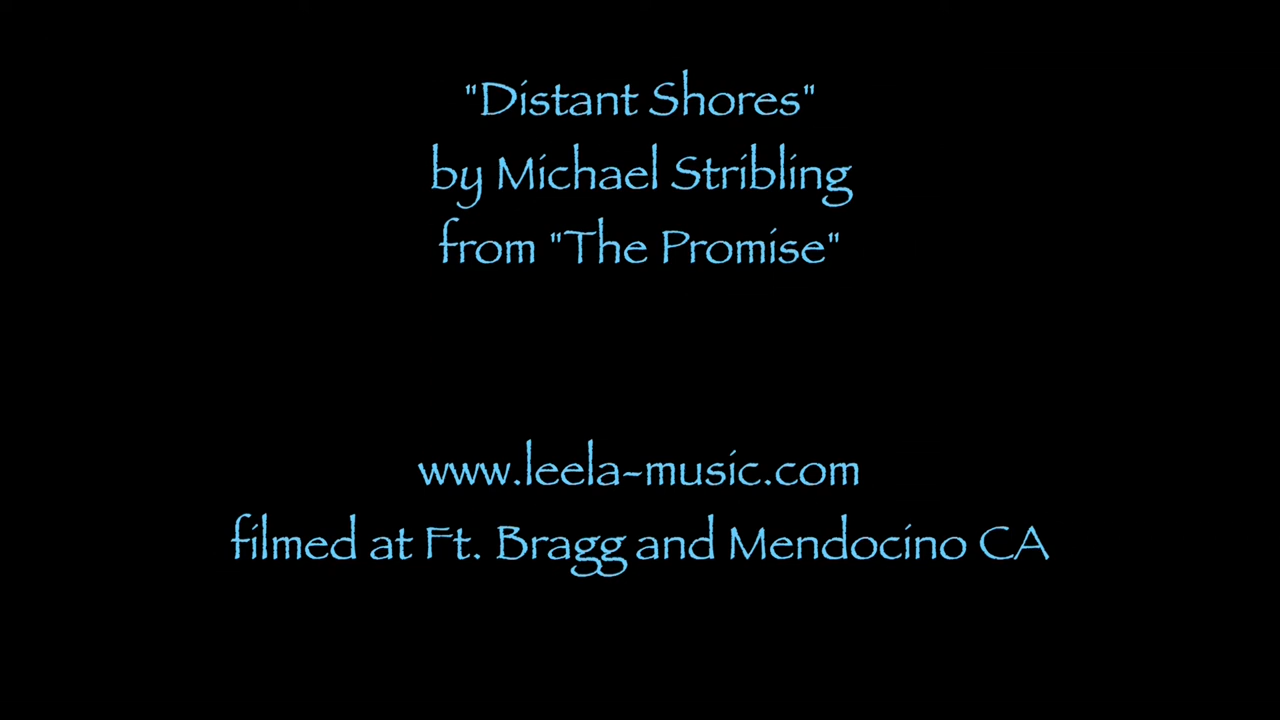 "Distant Shores"
by Michael Stribling
from "The Promise"
www.leela-music.com
filmed at Ft. Bragg and Mendocino CA